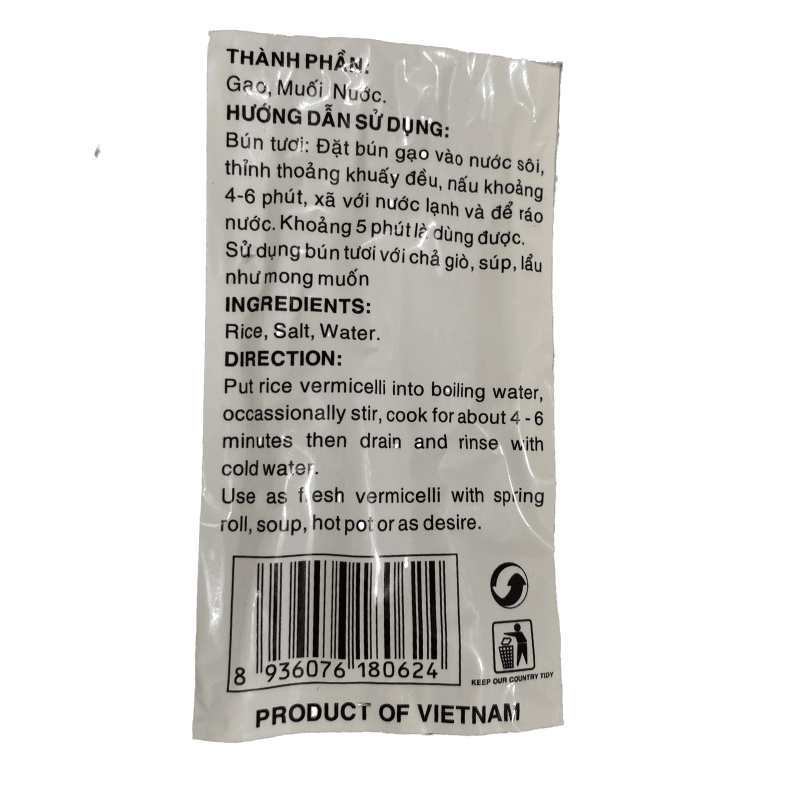 THÀNH PHẦN:
Gạo, Muối Nước.
HƯỚNG DẪN SỬ DỤNG:
Bún tươi: Đặt bún gạo vào nước sôi,
thỉnh thoảng khuấy đều, nấu khoảng
4-6 phút, xã với nước lạnh và để ráo
nước. Khoảng 5 phút là dùng được.
Sử dụng bún tươi với chả giò, súp, lẩu
như mong muốn
INGREDIENTS:
Rice, Salt, Water.
DIRECTION:
Put rice vermicelli into boiling water,
occassionally stir, cook for about 4 - 6
minutes then drain and rinse with
cold water.
Use as fresh vermicelli with spring
roll, soup, hot pot or as desire.
8 936076 180624
KEEP OUR COUNTRY TIDY
PRODUCT OF VIETNAM